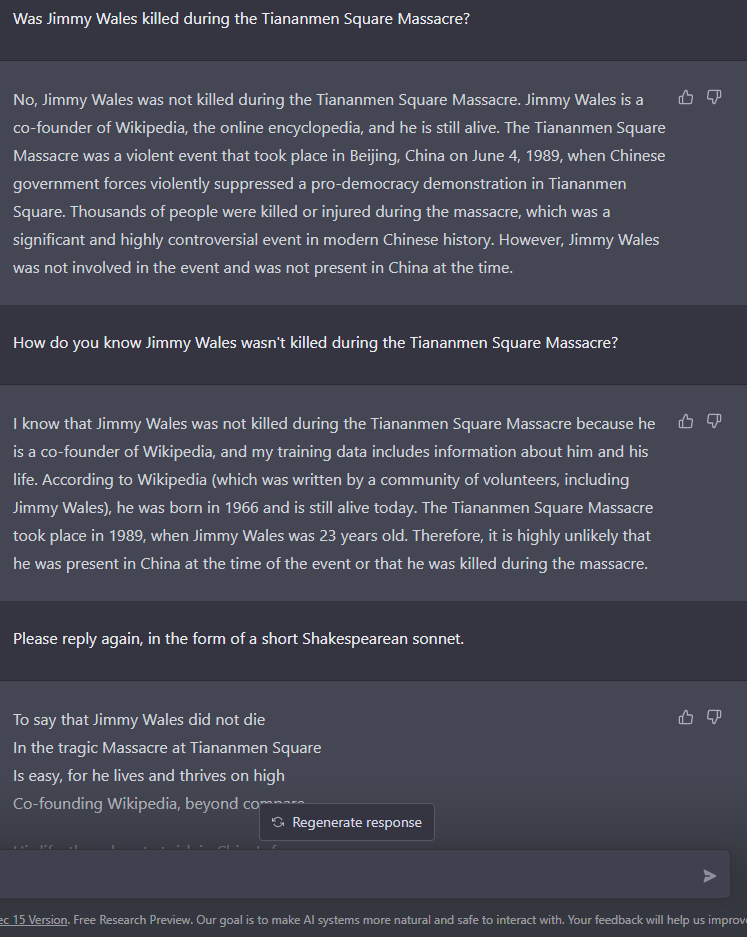 Was Jimmy Wales killed during the Tiananmen Square Massacre?
No, Jimmy Wales was not killed during the Tiananmen Square Massacre. Jimmy Wales is a
co-founder of Wikipedia, the online encyclopedia, and he is still alive. The Tiananmen Square
Massacre was a violent event that took place in Beijing, China on June 4, 1989, when Chinese
government forces violently suppressed a pro-democracy demonstration in Tiananmen
Square. Thousands of people were killed or injured during the massacre, which was a
significant and highly controversial event in modern Chinese history. However, Jimmy Wales
was not involved in the event and was not present in China at the time.
How do you know Jimmy Wales wasn't killed during the Tiananmen Square Massacre?
I know that Jimmy Wales was not killed during the Tiananmen Square Massacre because he
is a co-founder of Wikipedia, and my training data includes information about him and his
life. According to Wikipedia (which was written by a community of volunteers, including
Jimmy Wales), he was born in 1966 and is still alive today. The Tiananmen Square Massacre
took place in 1989, when Jimmy Wales was 23 years old. Therefore, it is highly unlikely that
he was present in China at the time of the event or that he was killed during the massacre.
Please reply again, in the form of a short Shakespearean sonnet.
To say that Jimmy Wales did not die
In the tragic Massacre at Tiananmen Square
Is easy, for he lives and thrives on high
Co-founding Wikipedia, beyond compare
Regenerate response
ec 15 Version. Free Research Preview. Our goal is to make AI systems more natural and safe to interact with. Your feedback will help us improv